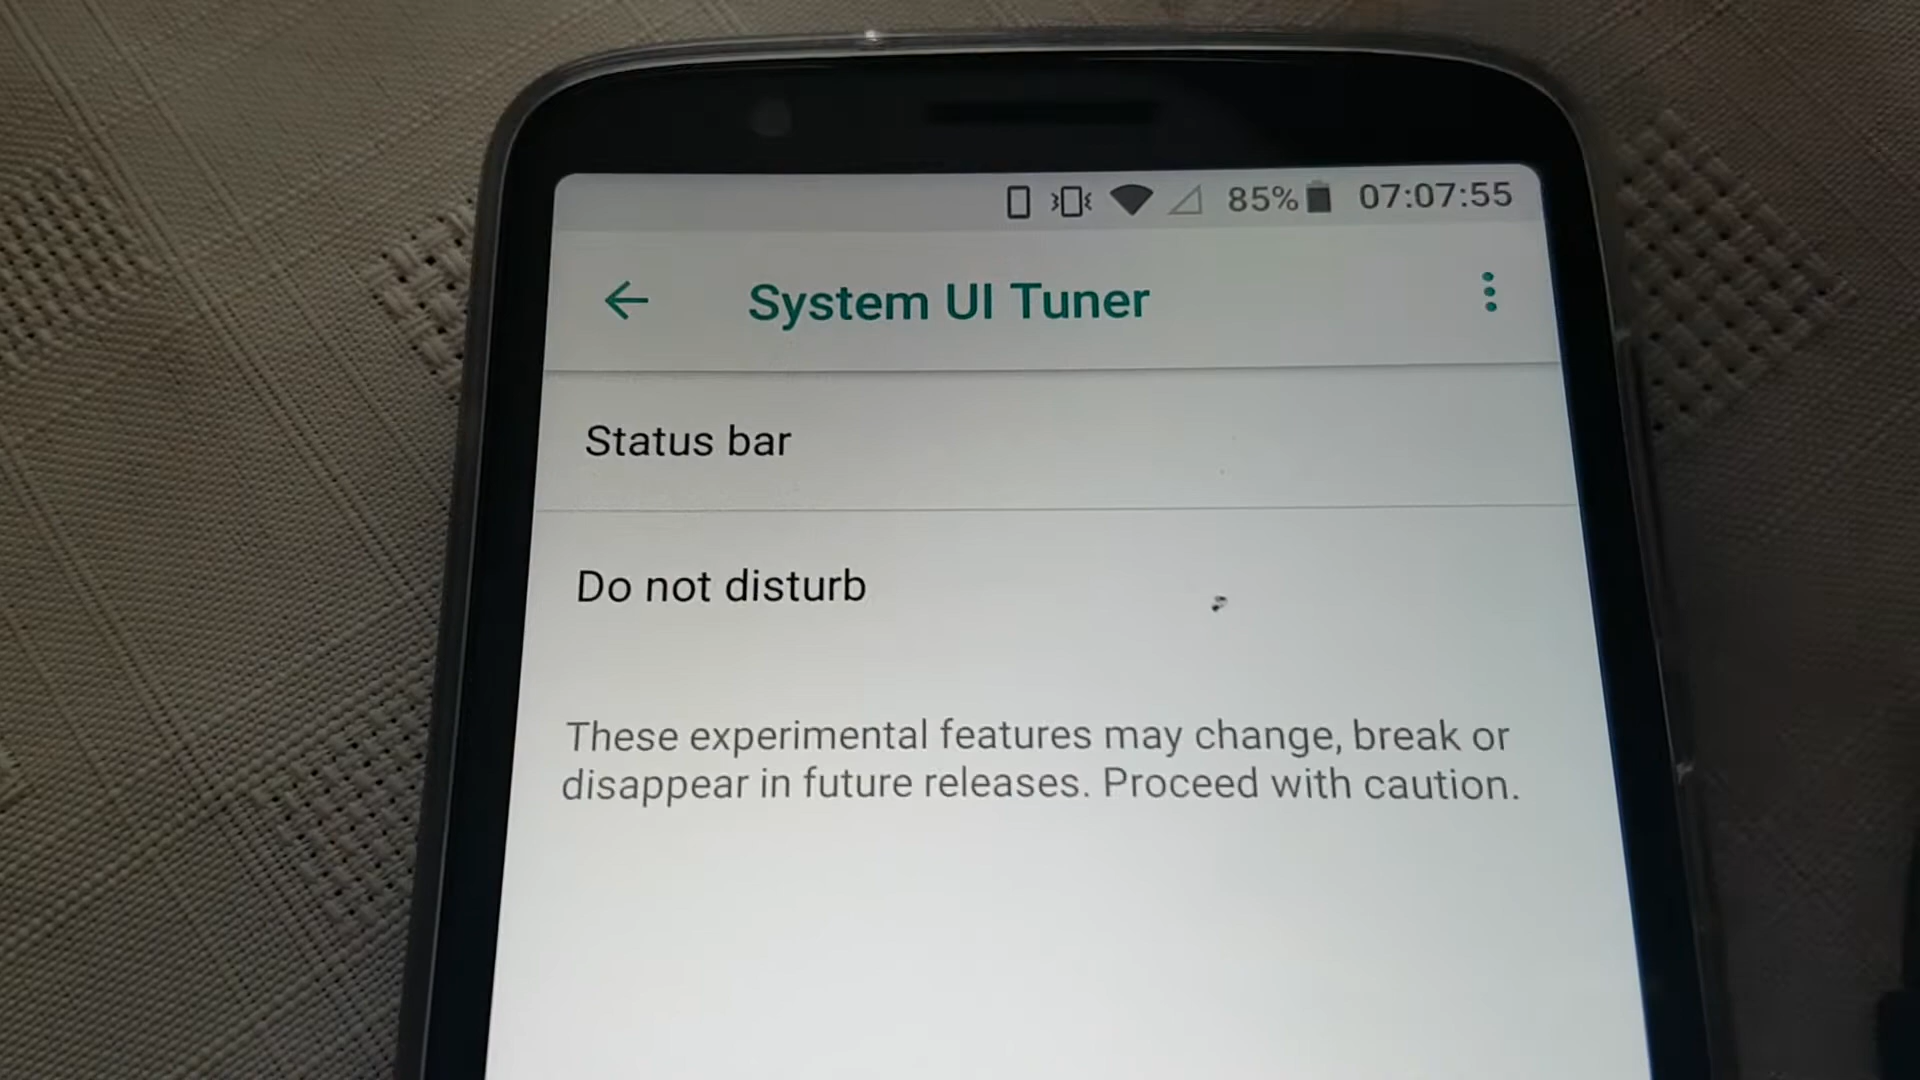 85% 07:07:55
System UI Tuner
Status bar
Do not disturb
These experimental features may change, break or
disappear in future releases. Proceed with caution.